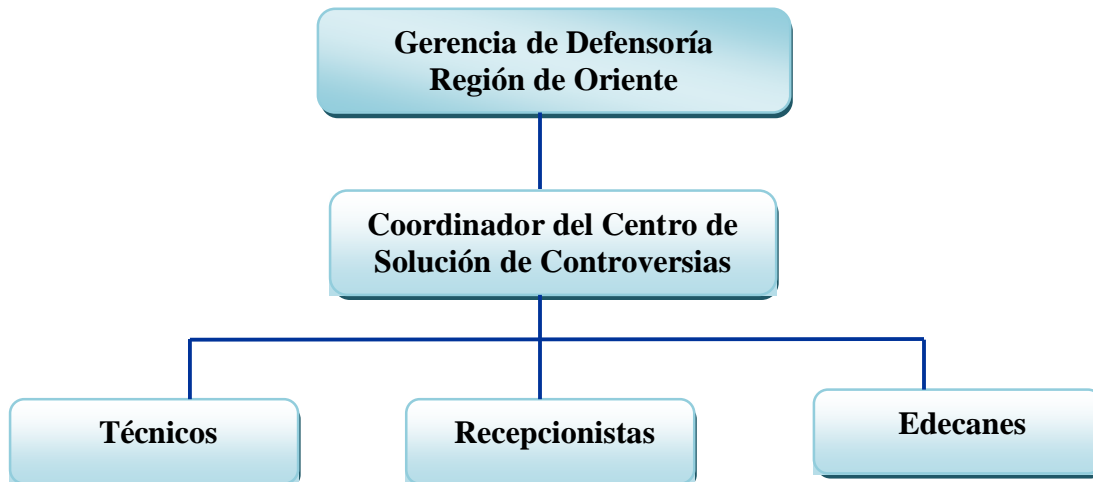 Gerencia de Defensoría
Región de Oriente
Coordinador del Centro de
Solución de Controversias
Técnicos
Recepcionistas
Edecanes